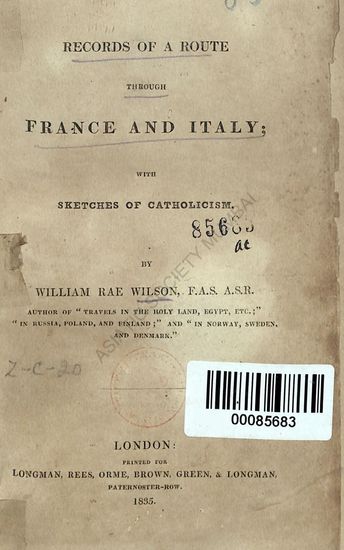 RECORDS OF A ROUTE
THROUGH
FRANCE AND ITALY;
WITH
SKETCHES OF CATHOLICISM.
85683
ac
BY
WILLIAM RAE WILSON, F.A.S. A.S.R.
AUTHOR OF "TRAVELS IN THE HOLY LAND, EGYPT, ETC.;"
"IN RUSSIA, POLAND, AND FINLAND;" AND "IN NORWAY, SWEDEN,
AND DENMARK."
Z-C-20
00085683
LONDON:
PRINTED FOR
LONGMAN, REES, ORME, BROWN, GREEN, & LONGMAN,
PATERNOSTER-ROW.
1835.